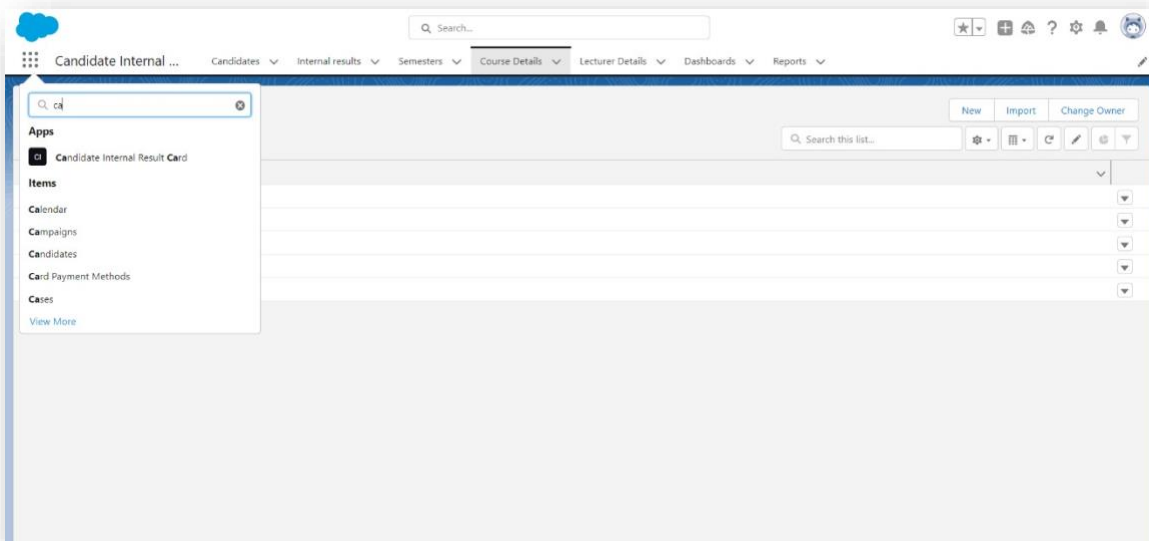 Search...
Candidate Internal ... Candidates Internal results Semesters Course Details Lecturer Details Dashboards Reports
ca
New Import Change Owner
Apps
Search this list...
CI Candidate Internal Result Card
Items
Calendar
Campaigns
Candidates
Card Payment Methods
Cases
View More